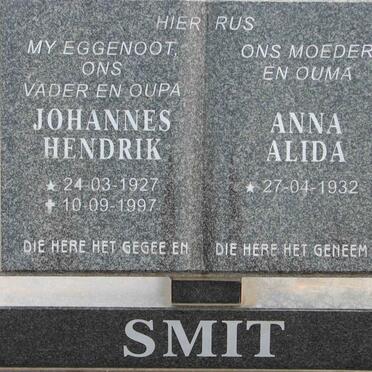 HIER RUS
MY EGGENOOT,
ONS
VADER EN OUPA
JOHANNES
HENDRIK
★ 24-03-1927
✝ 10-09-1997
DIE HERE HET GEGEE EN
ONS MOEDER
EN OUMA
ANNA
ALIDA
★ 27-04-1932
DIE HERE HET GENEEM
SMIT